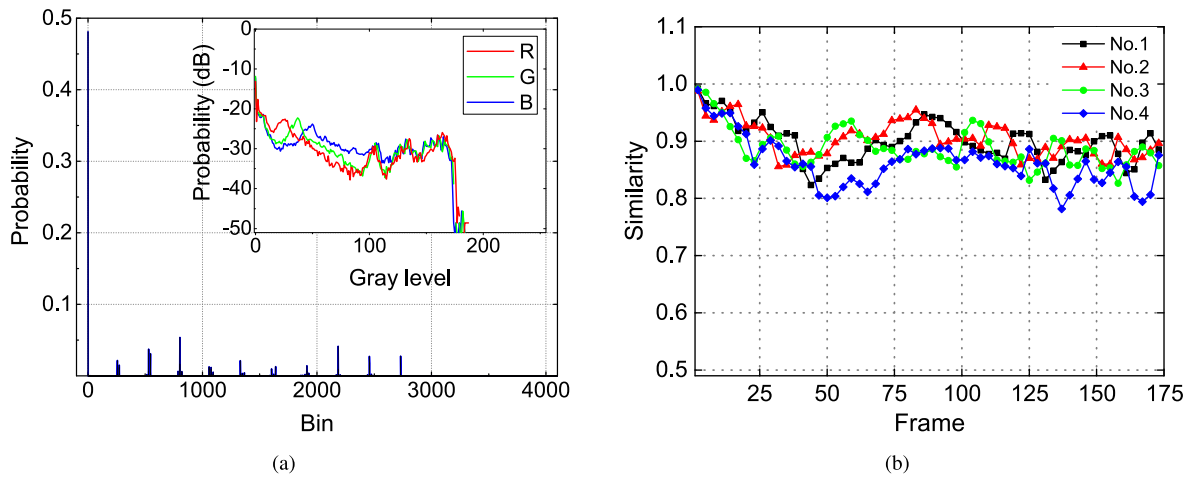 0.5
0.4
0.3
0.2
0.1
Probability
0 1000 2000 3000 4000
Bin
0
-10
-20
-30
-40
-50
Probability (dB)
0 100 200
Gray level
R
G
B
(a)
1.1
1.0
0.9
0.8
0.7
0.6
0.5
Similarity
25 50 75 100 125 150 175
Frame
No.1
No.2
No.3
No.4
(b)